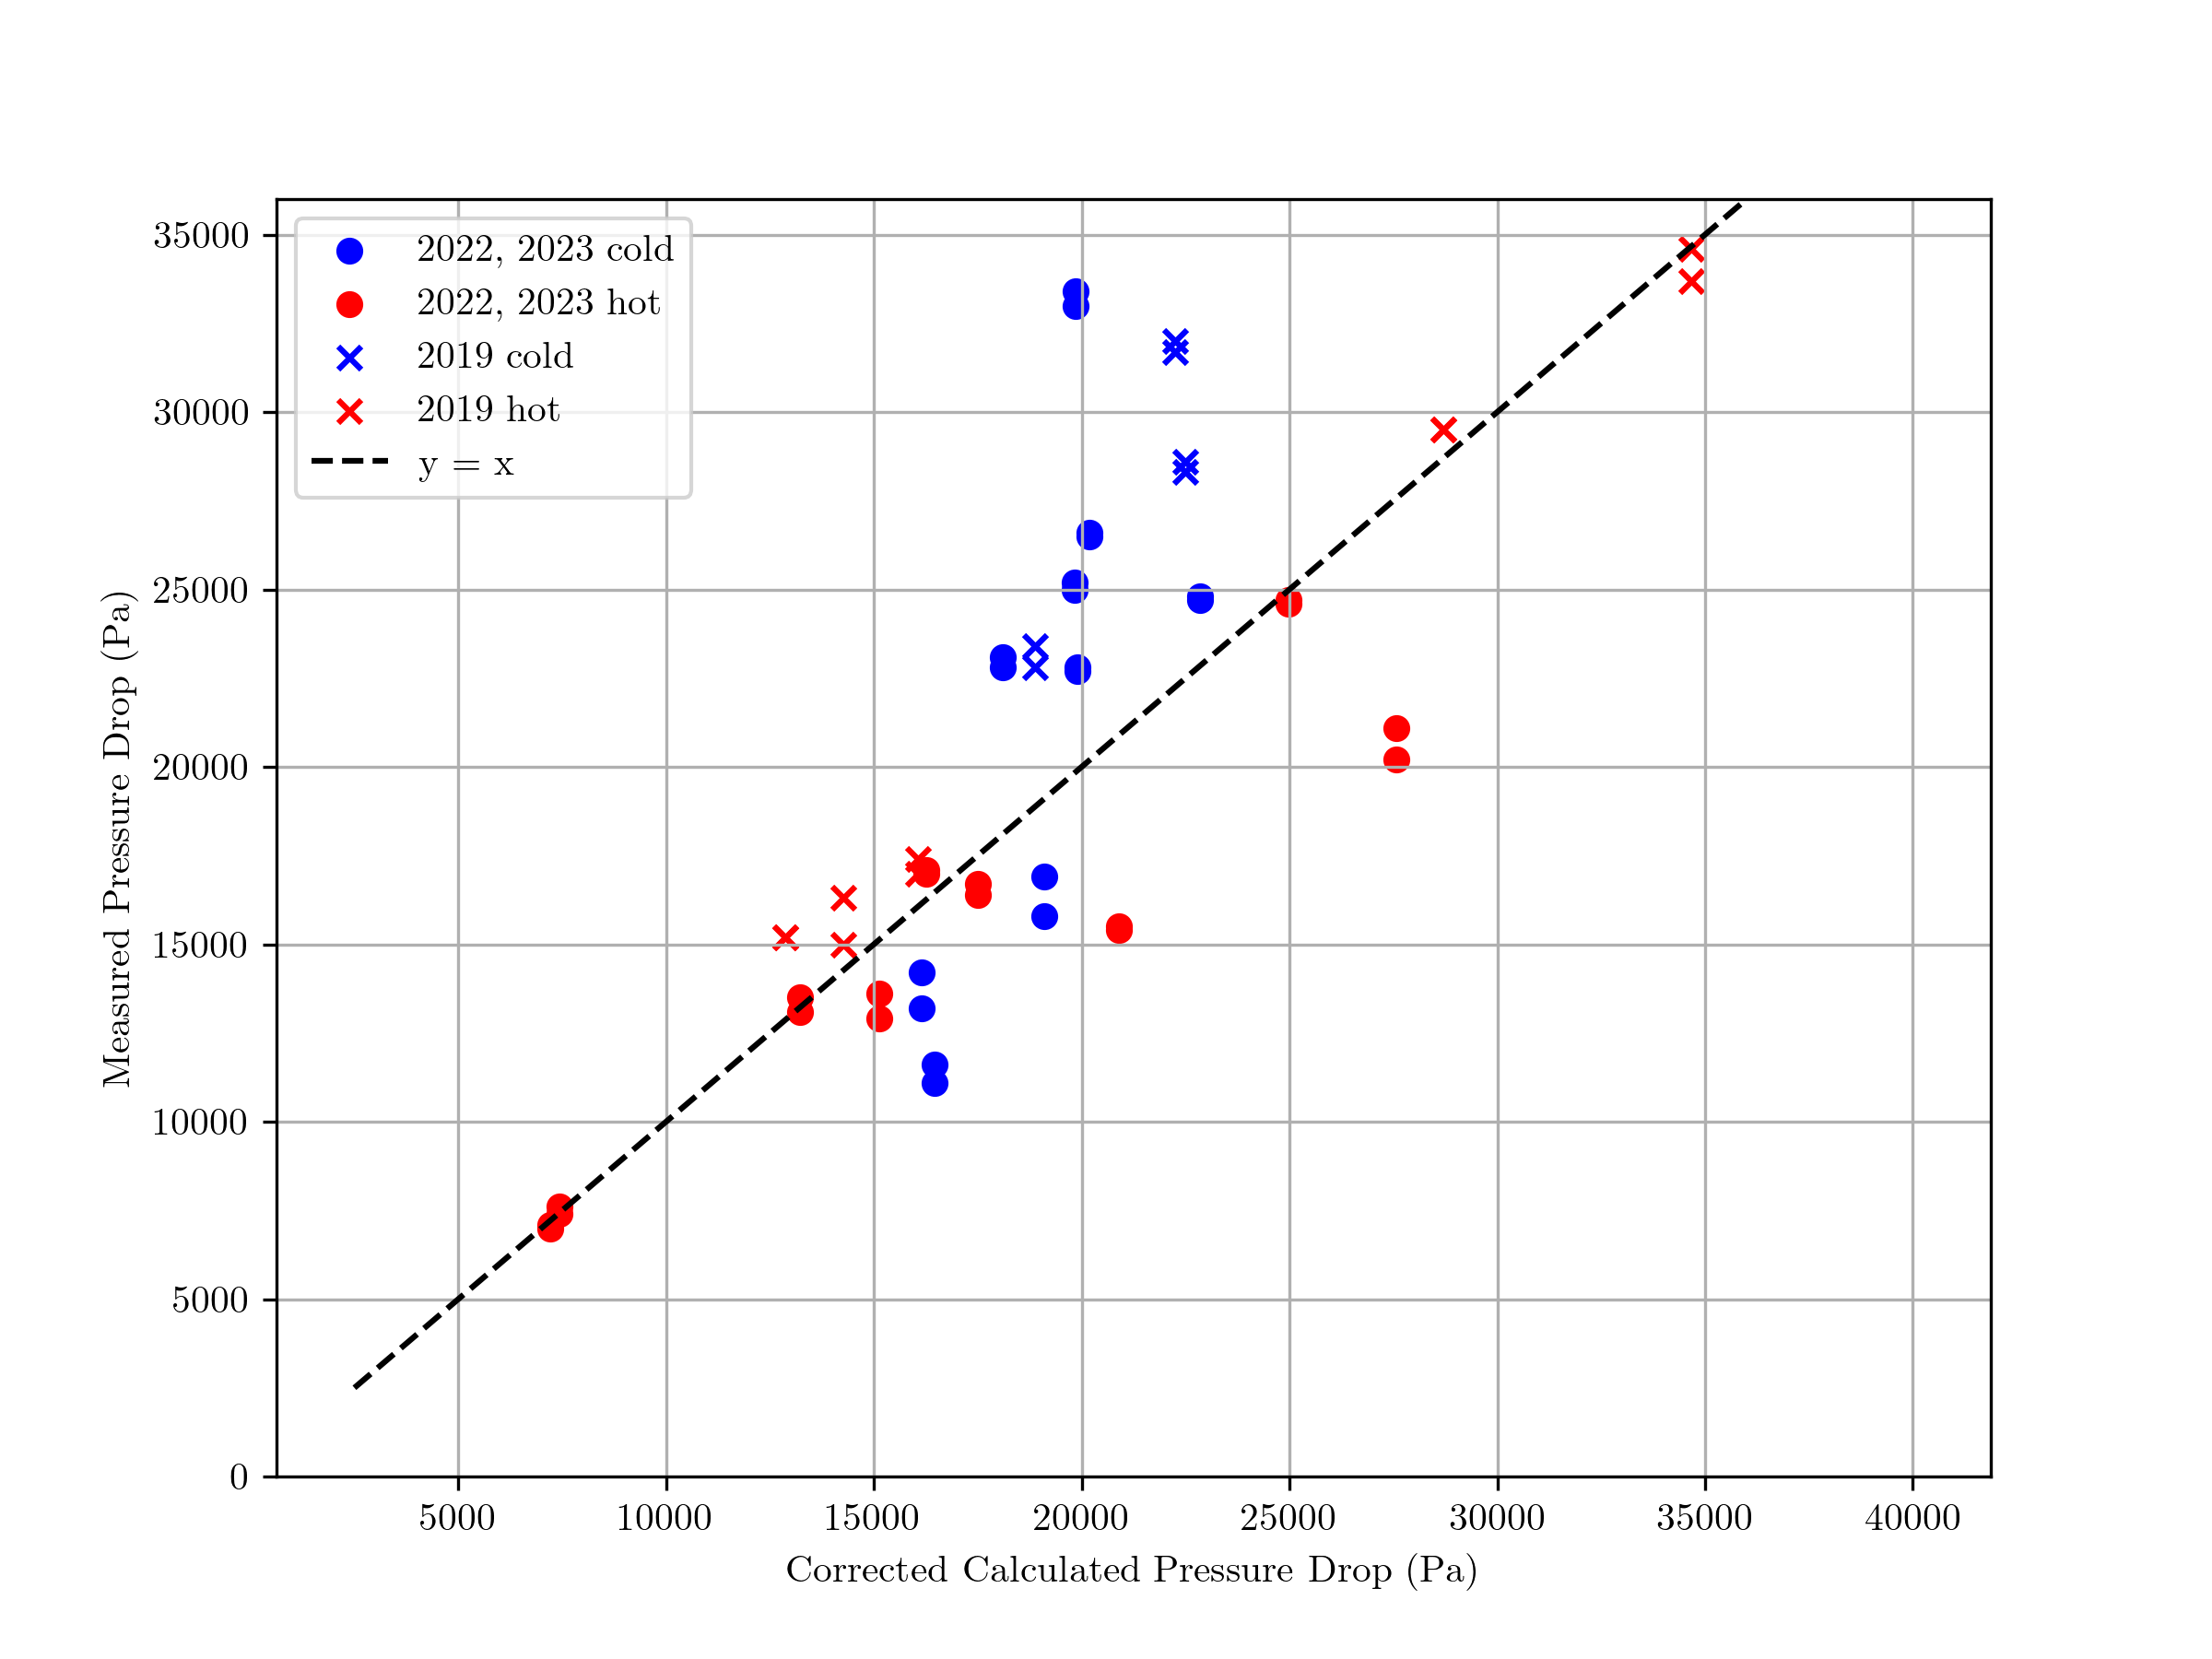 2022, 2023 cold
2022, 2023 hot
2019 cold
2019 hot
y = x
35000
30000
25000
20000
15000
10000
5000
0
Measured Pressure Drop (Pa)
5000 10000 15000 20000 25000 30000 35000 40000
Corrected Calculated Pressure Drop (Pa)